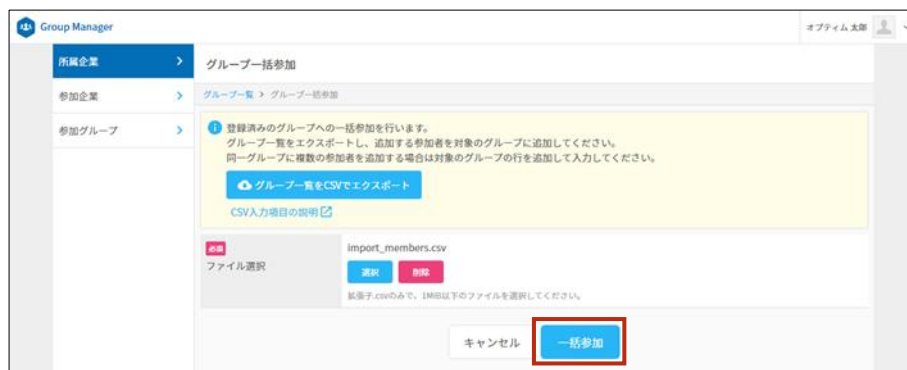 Group Manager
オプティム 太郎
所属企業
グループ一括参加
参加企業
グループ一覧 > グループ一括参加
参加グループ
登録済みのグループへの一括参加を行います。
グループ一覧をエクスポートし、追加する参加者を対象のグループに追加してください。
同一グループに複数の参加者を追加する場合は対象のグループの行を追加して入力してください。
グループ一覧をCSVでエクスポート
CSV入力項目の説明
必須
ファイル選択
import_members.csv
選択 削除
拡張子.csvのみで、1MiB以下のファイルを選択してください。
キャンセル 一括参加